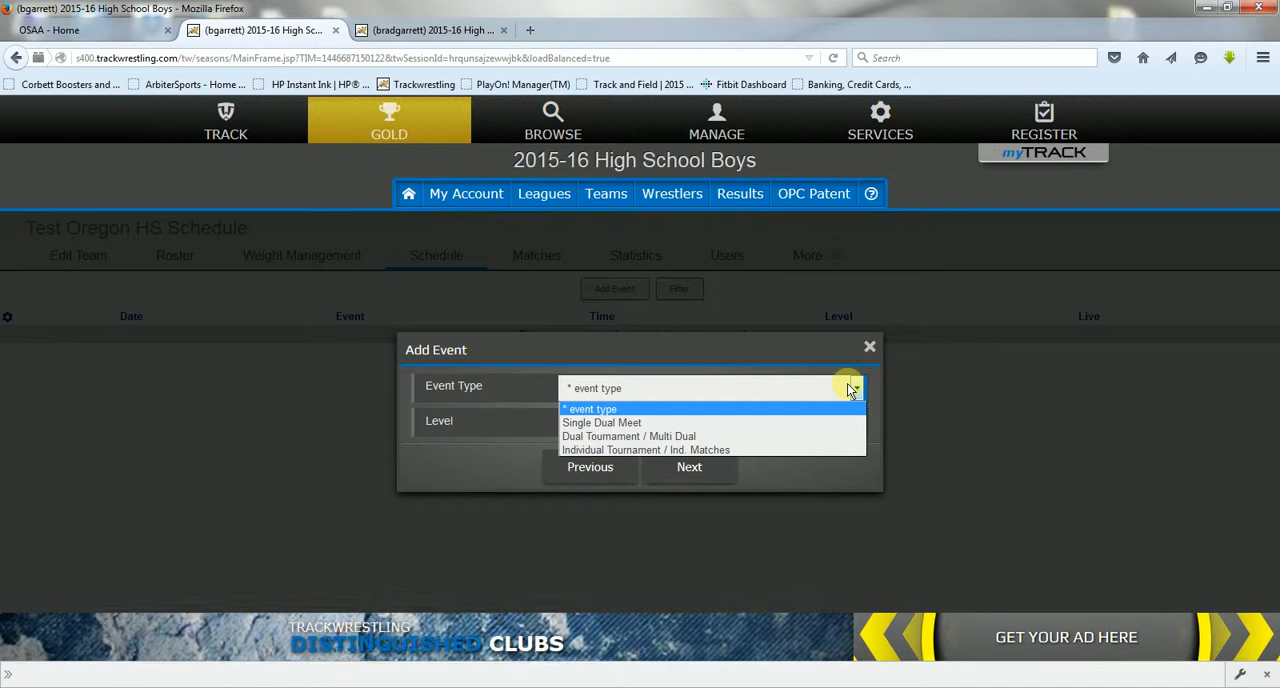 (bgarrett) 2015-16 High School Boys - Mozilla Firefox
OSAA - Home
(bgarrett) 2015-16 High Sc...
(bradgarrett) 2015-16 High ...
s400.trackwrestling.com/tw/seasons/MainFrame.jsp?TIM=1446687150122&twSessionId=hrqunsajzewwjbk&loadBalanced=true
Search
Corbett Boosters and ...
ArbiterSports - Home ...
HP Instant Ink | HP® ...
Trackwrestling
PlayOn! Manager(TM)
Track and Field | 2015 ...
Fitbit Dashboard
Banking, Credit Cards, ...
TRACK
GOLD
BROWSE
MANAGE
SERVICES
REGISTER
myTRACK
2015-16 High School Boys
My Account
Leagues
Teams
Wrestlers
Results
OPC Patent
Test Oregon HS Schedule
Edit Team
Roster
Weight Management
Schedule
Matches
Statistics
Users
More
Add Event
Filter
Date
Event
Time
Level
Live
Add Event
Event Type
* event type
* event type
Single Dual Meet
Dual Tournament / Multi Dual
Individual Tournament / Ind. Matches
Level
Previous
Next
TRACKWRESTLING
DISTINGUISHED CLUBS
GET YOUR AD HERE